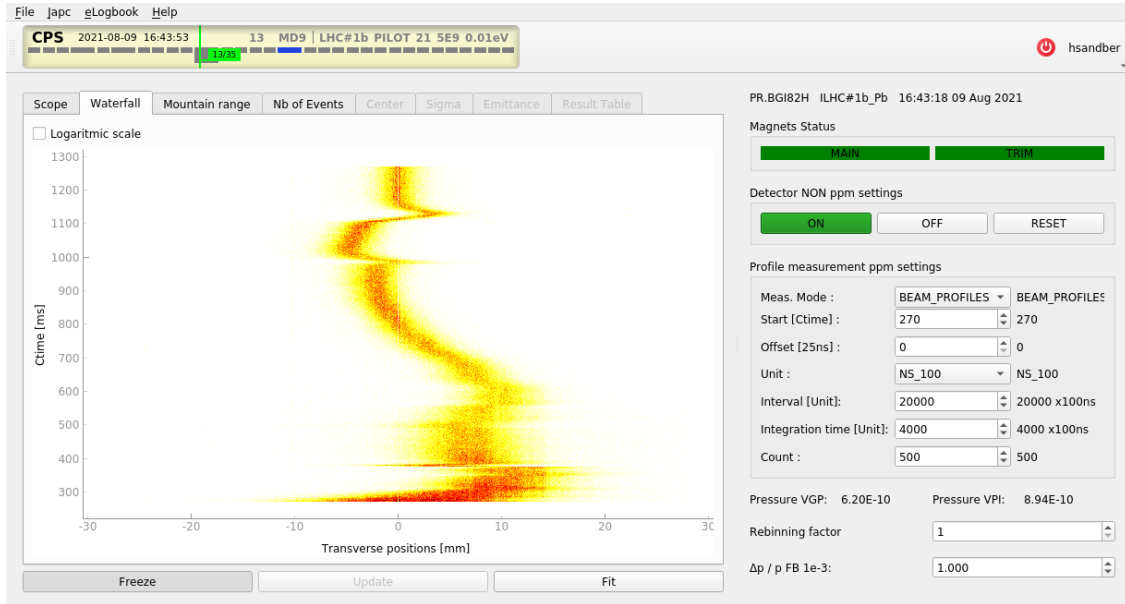 File Japc eLogbook Help
CPS 2021-08-09 16:43:53 13 MD9 | LHC#1b PILOT 21 5E9 0.01eV
13/35
hsandber
Scope Waterfall Mountain range Nb of Events Center Sigma Emittance Result Table
Logaritmic scale
1300
1200
1100
1000
900
800
700
600
500
400
300
Ctime [ms]
-30 -20 -10 0 10 20 30
Transverse positions [mm]
Freeze Update Fit
PR.BGI82H ILHC#1b_Pb 16:43:18 09 Aug 2021
Magnets Status
MAIN TRIM
Detector NON ppm settings
ON OFF RESET
Profile measurement ppm settings
Meas. Mode : BEAM_PROFILES BEAM_PROFILES
Start [Ctime] : 270 270
Offset [25ns] : 0 0
Unit : NS_100 NS_100
Interval [Unit]: 20000 20000 x100ns
Integration time [Unit]: 4000 4000 x100ns
Count : 500 500
Pressure VGP: 6.20E-10 Pressure VPI: 8.94E-10
Rebinning factor 1
Δp / p FB 1e-3: 1.000